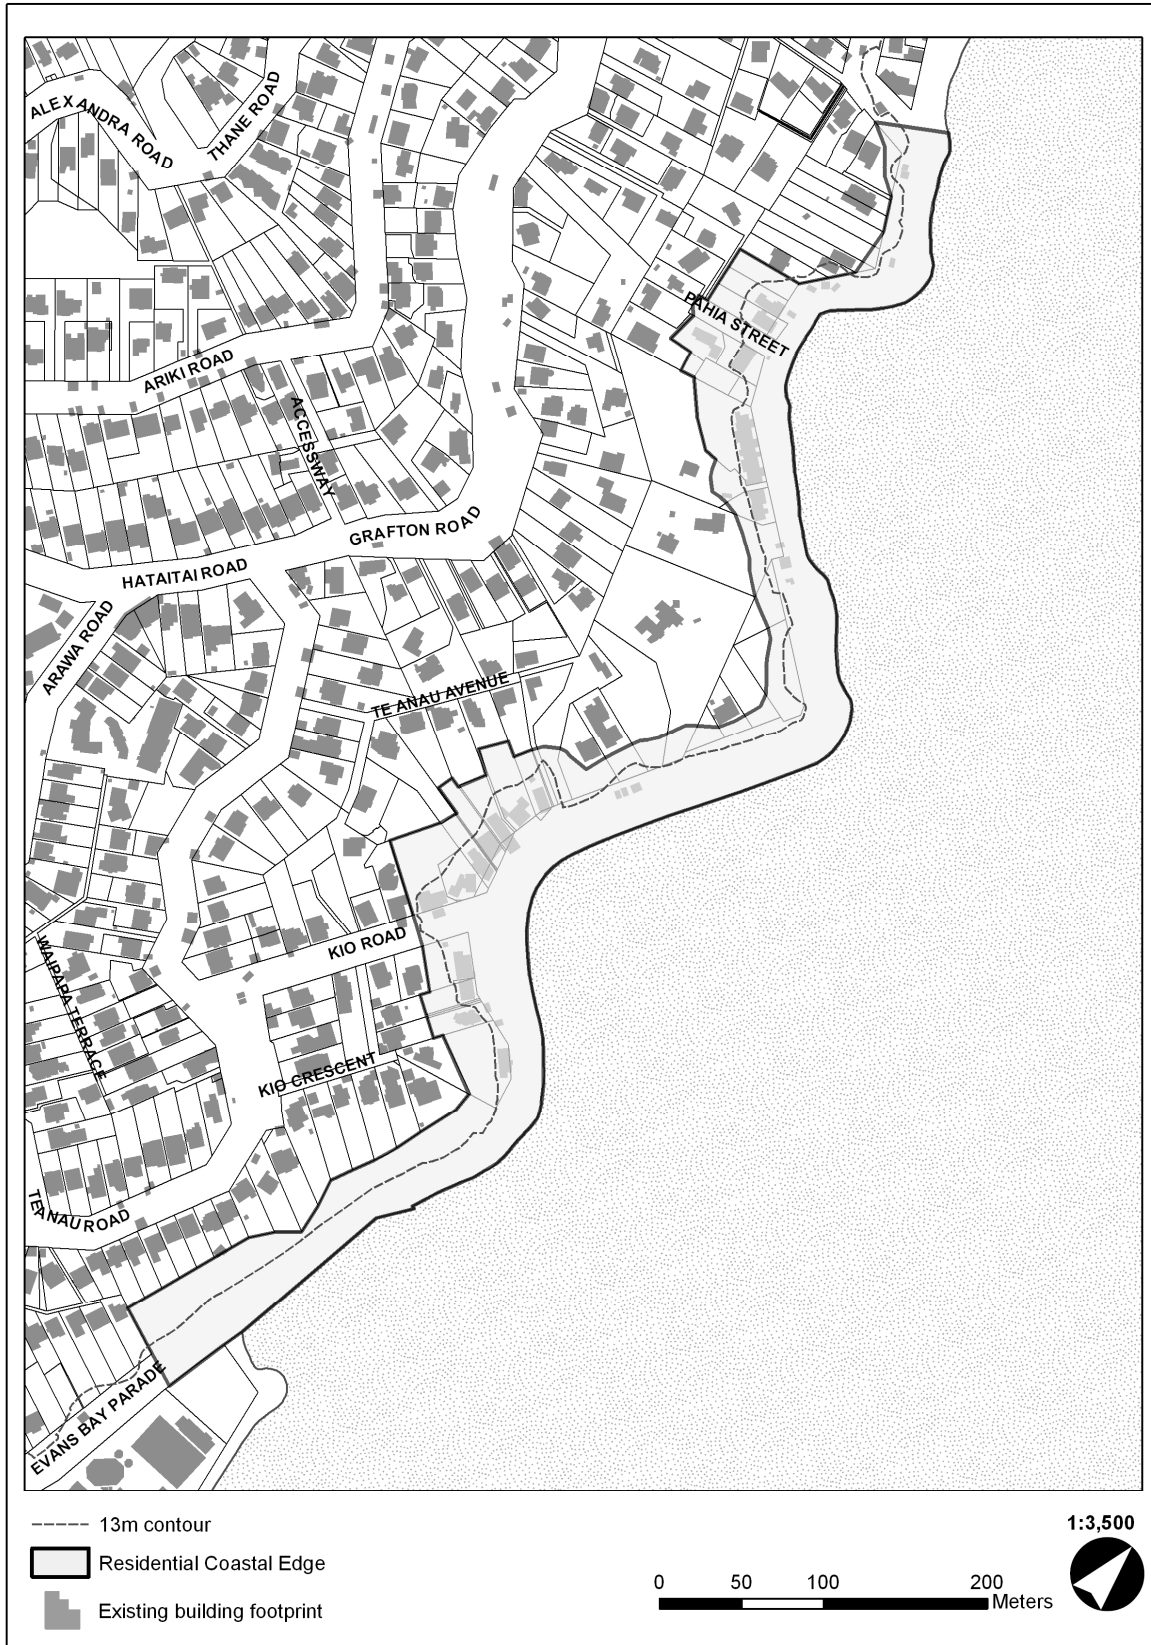 ALEXANDRA ROAD
THANE ROAD
PAHIA STREET
ARIKI ROAD
ACCESSWAY
GRAFTON ROAD
HATAITAI ROAD
ARAWA ROAD
TE ANAU AVENUE
KIO ROAD
WAIPAPA TERRACE
KIO CRESCENT
TEANAU ROAD
EVANS BAY PARADE
13m contour
Residential Coastal Edge
Existing building footprint
1:3,500
0 50 100 200
Meters